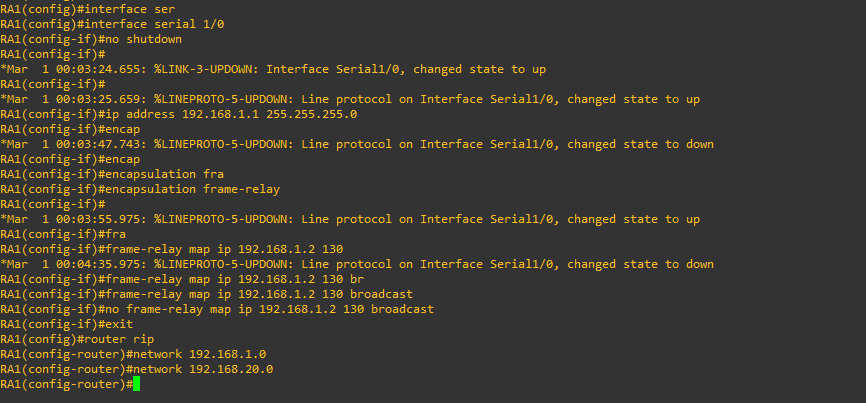 RA1(config)#interface ser
RA1(config)#interface serial 1/0
RA1(config-if)#no shutdown
RA1(config-if)#
*Mar  1 00:03:24.655: %LINK-3-UPDOWN: Interface Serial1/0, changed state to up
RA1(config-if)#
*Mar  1 00:03:25.659: %LINEPROTO-5-UPDOWN: Line protocol on Interface Serial1/0, changed state to up
RA1(config-if)#ip address 192.168.1.1 255.255.255.0
RA1(config-if)#encap
*Mar  1 00:03:47.743: %LINEPROTO-5-UPDOWN: Line protocol on Interface Serial1/0, changed state to down
RA1(config-if)#encap
RA1(config-if)#encapsulation fra
RA1(config-if)#encapsulation frame-relay
RA1(config-if)#
*Mar  1 00:03:55.975: %LINEPROTO-5-UPDOWN: Line protocol on Interface Serial1/0, changed state to up
RA1(config-if)#fra
RA1(config-if)#frame-relay map ip 192.168.1.2 130
*Mar  1 00:04:35.975: %LINEPROTO-5-UPDOWN: Line protocol on Interface Serial1/0, changed state to down
RA1(config-if)#frame-relay map ip 192.168.1.2 130 br
RA1(config-if)#frame-relay map ip 192.168.1.2 130 broadcast
RA1(config-if)#no frame-relay map ip 192.168.1.2 130 broadcast
RA1(config-if)#exit
RA1(config)#router rip
RA1(config-router)#network 192.168.1.0
RA1(config-router)#network 192.168.20.0
RA1(config-router)#